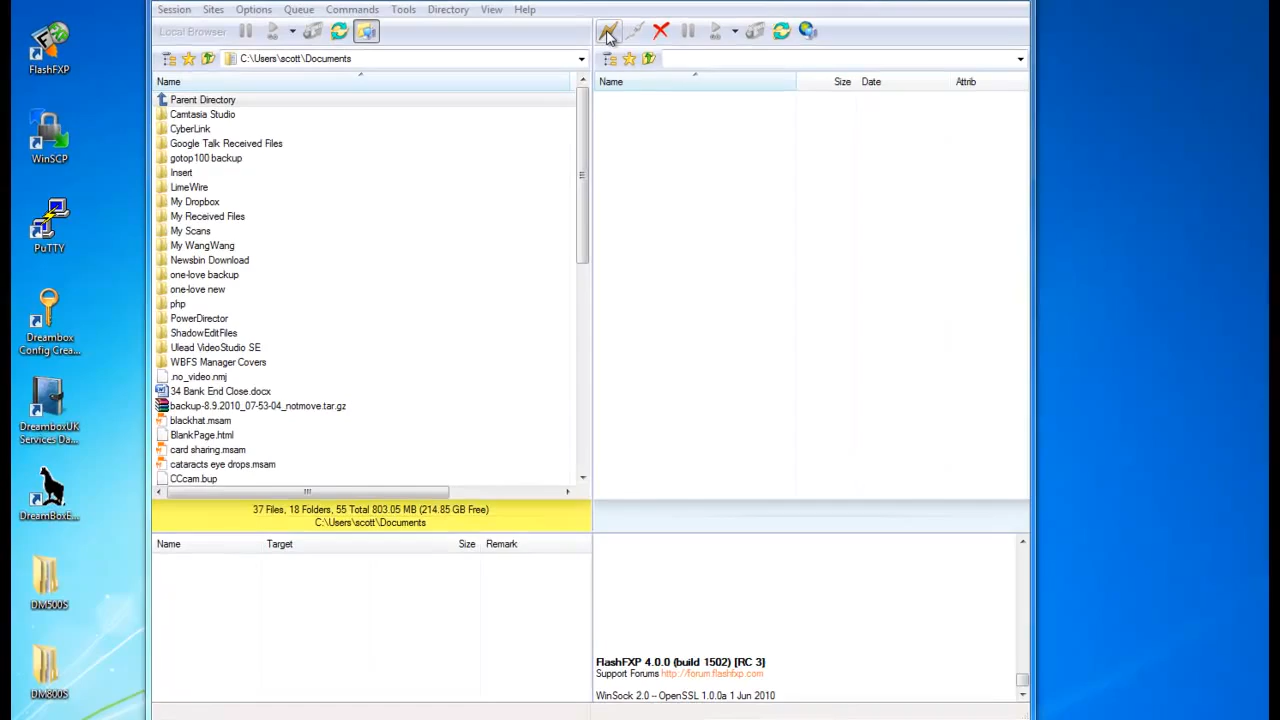 Session Sites Options Queue Commands Tools Directory View Help
Local Browser
C:\Users\scott\Documents
Name
Name Size Date Attrib
Parent Directory
Camtasia Studio
CyberLink
Google Talk Received Files
gotop100 backup
Insert
LimeWire
My Dropbox
My Received Files
My Scans
My WangWang
Newsbin Download
one-love backup
one-love new
php
PowerDirector
ShadowEditFiles
Ulead VideoStudio SE
WBFS Manager Covers
.no_video.nmj
34 Bank End Close.docx
backup-8.9.2010_07-53-04_notmove.tar.gz
blackhat.msam
BlankPage.html
card sharing.msam
cataracts eye drops.msam
CCcam.bup
37 Files, 18 Folders, 55 Total 803.05 MB (214.85 GB Free)
C:\Users\scott\Documents
Name Target Size Remark
FlashFXP 4.0.0 (build 1502) [RC 3]
Support Forums http://forum.flashfxp.com
WinSock 2.0 -- OpenSSL 1.0.0a 1 Jun 2010
FlashFXP
WinSCP
PuTTY
Dreambox
Config Crea...
DreamboxUK
Services Da...
DreamBoxE...
DM500S
DM800S